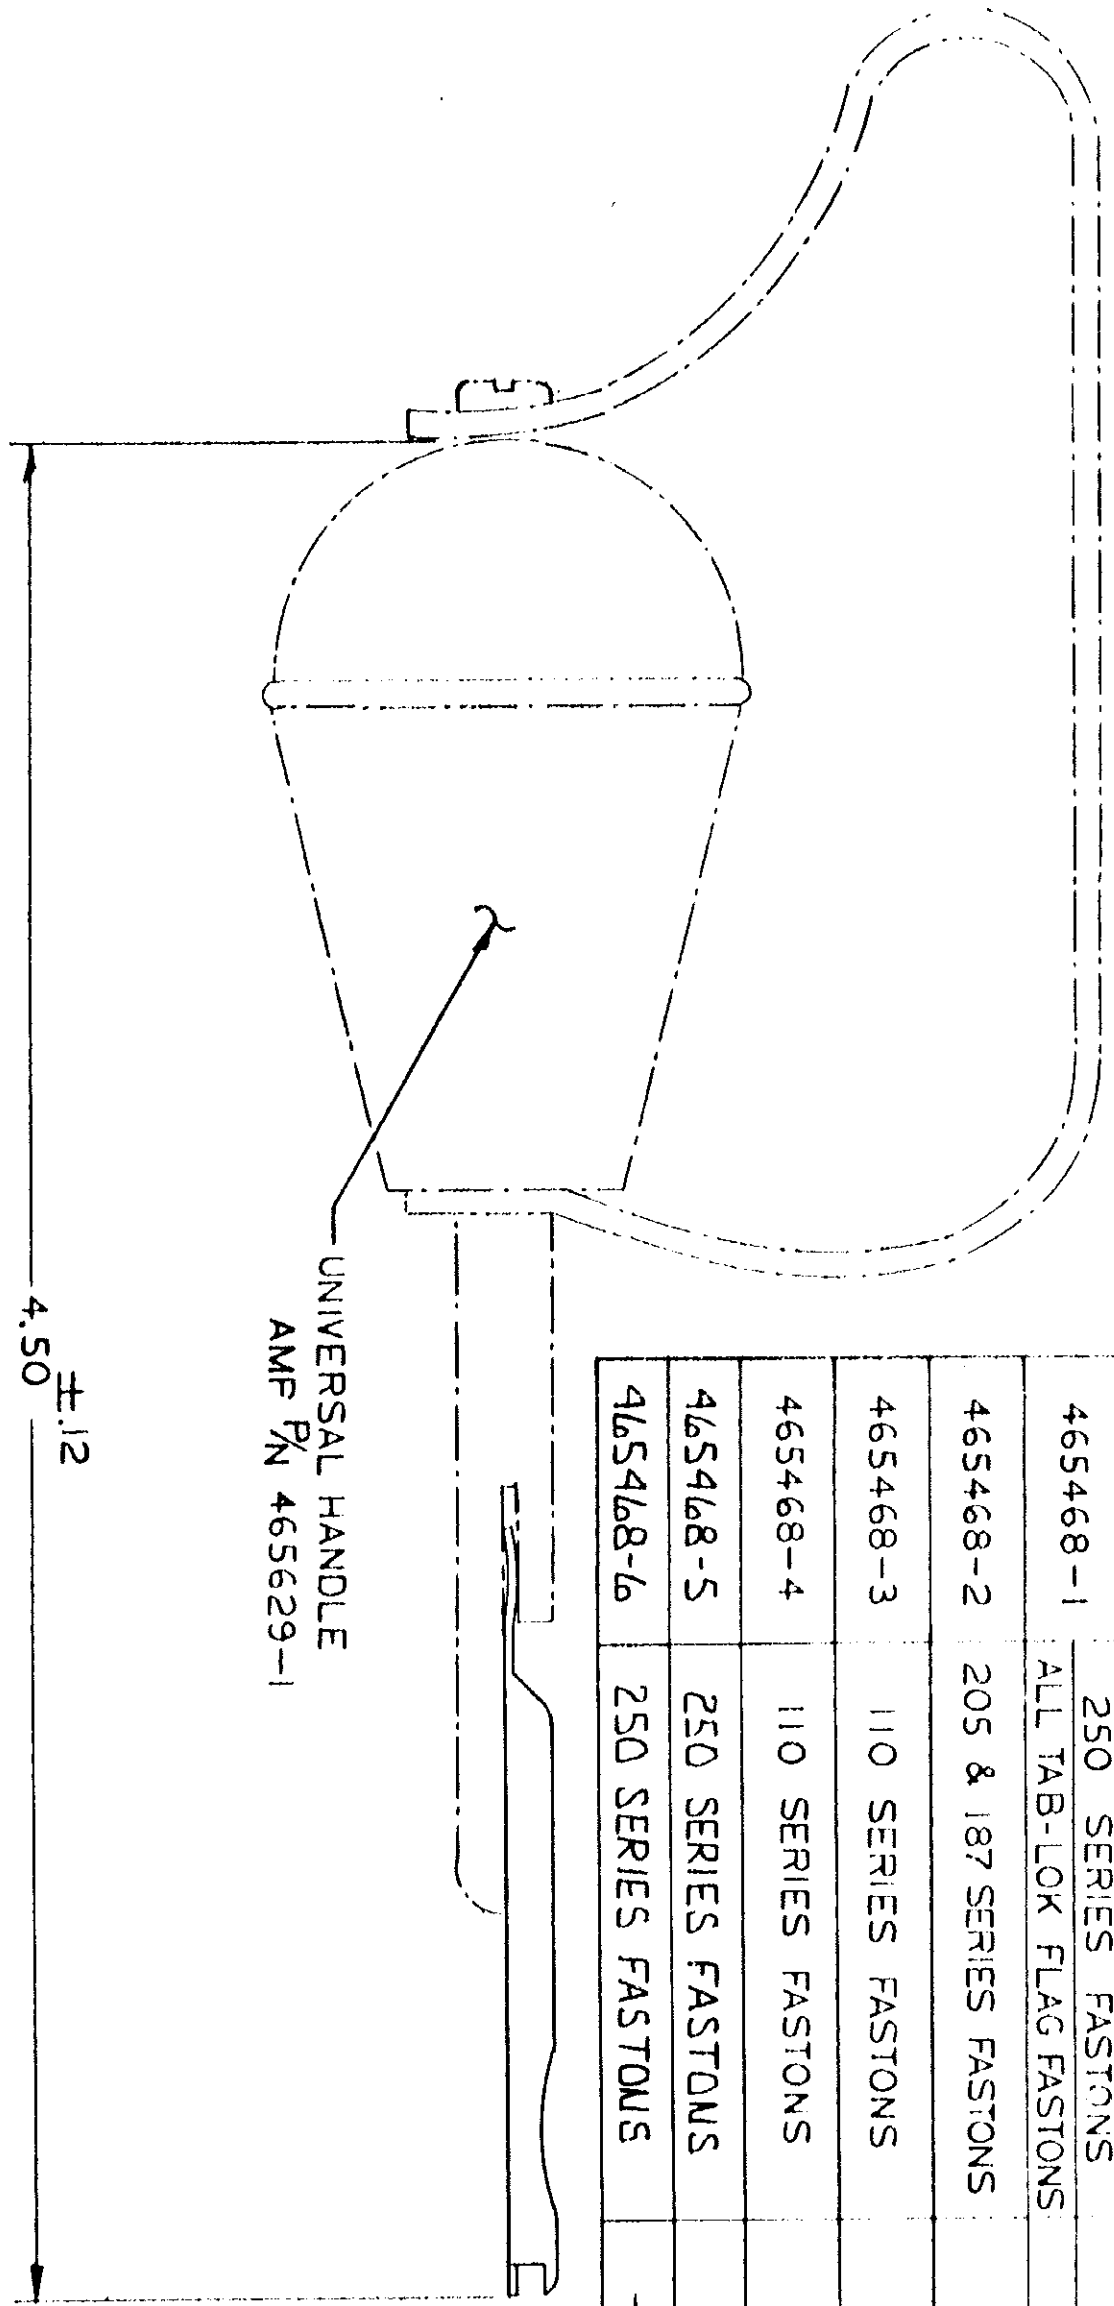 465468-1
250 SERIES FASTONS
ALL TAB-LOK FLAG FASTONS
465468-2 205 & 187 SERIES FASTONS
465468-3 110 SERIES FASTONS
465468-4 110 SERIES FASTONS
465468-5 250 SERIES FASTONS
465468-6 250 SERIES FASTONS
UNIVERSAL HANDLE
AMP P/N 465629-1
4.50 ±.12